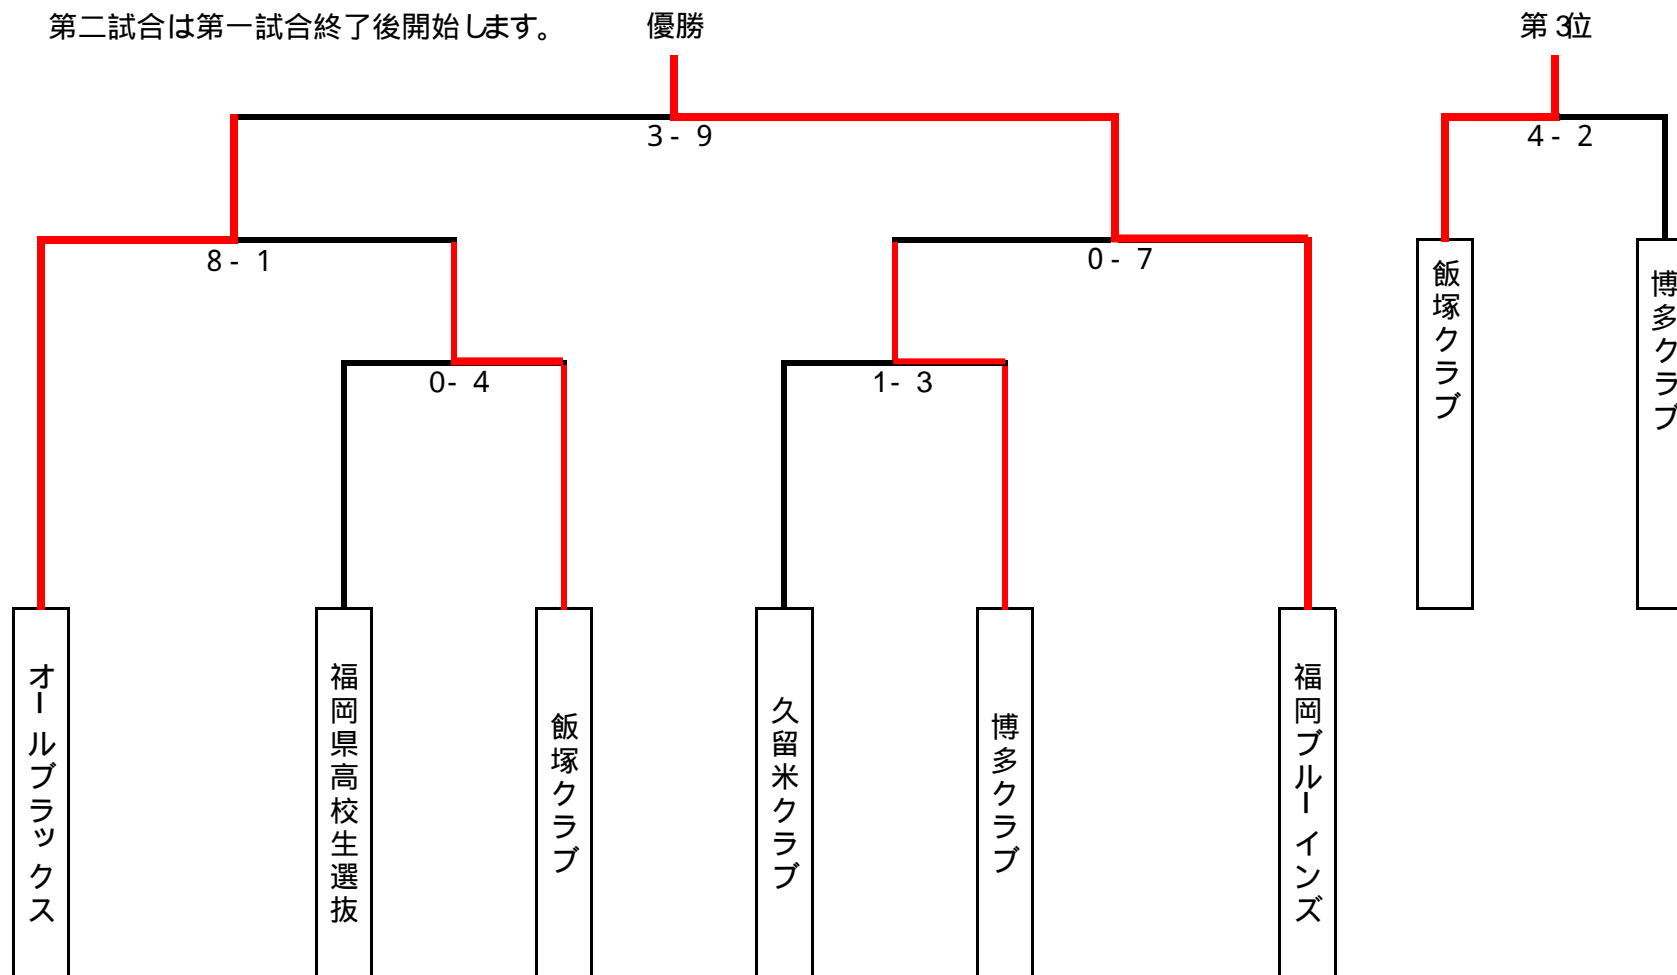 第二試合は第一試合終了後開始します。
優勝
第3位
3- 9
4- 2
8- 1
0- 7
0- 4
1- 3
飯塚クラブ
博多クラブ
オールブラックス
福岡県高校生選抜
飯塚クラブ
久留米クラブ
博多クラブ
福岡ブルーインズ